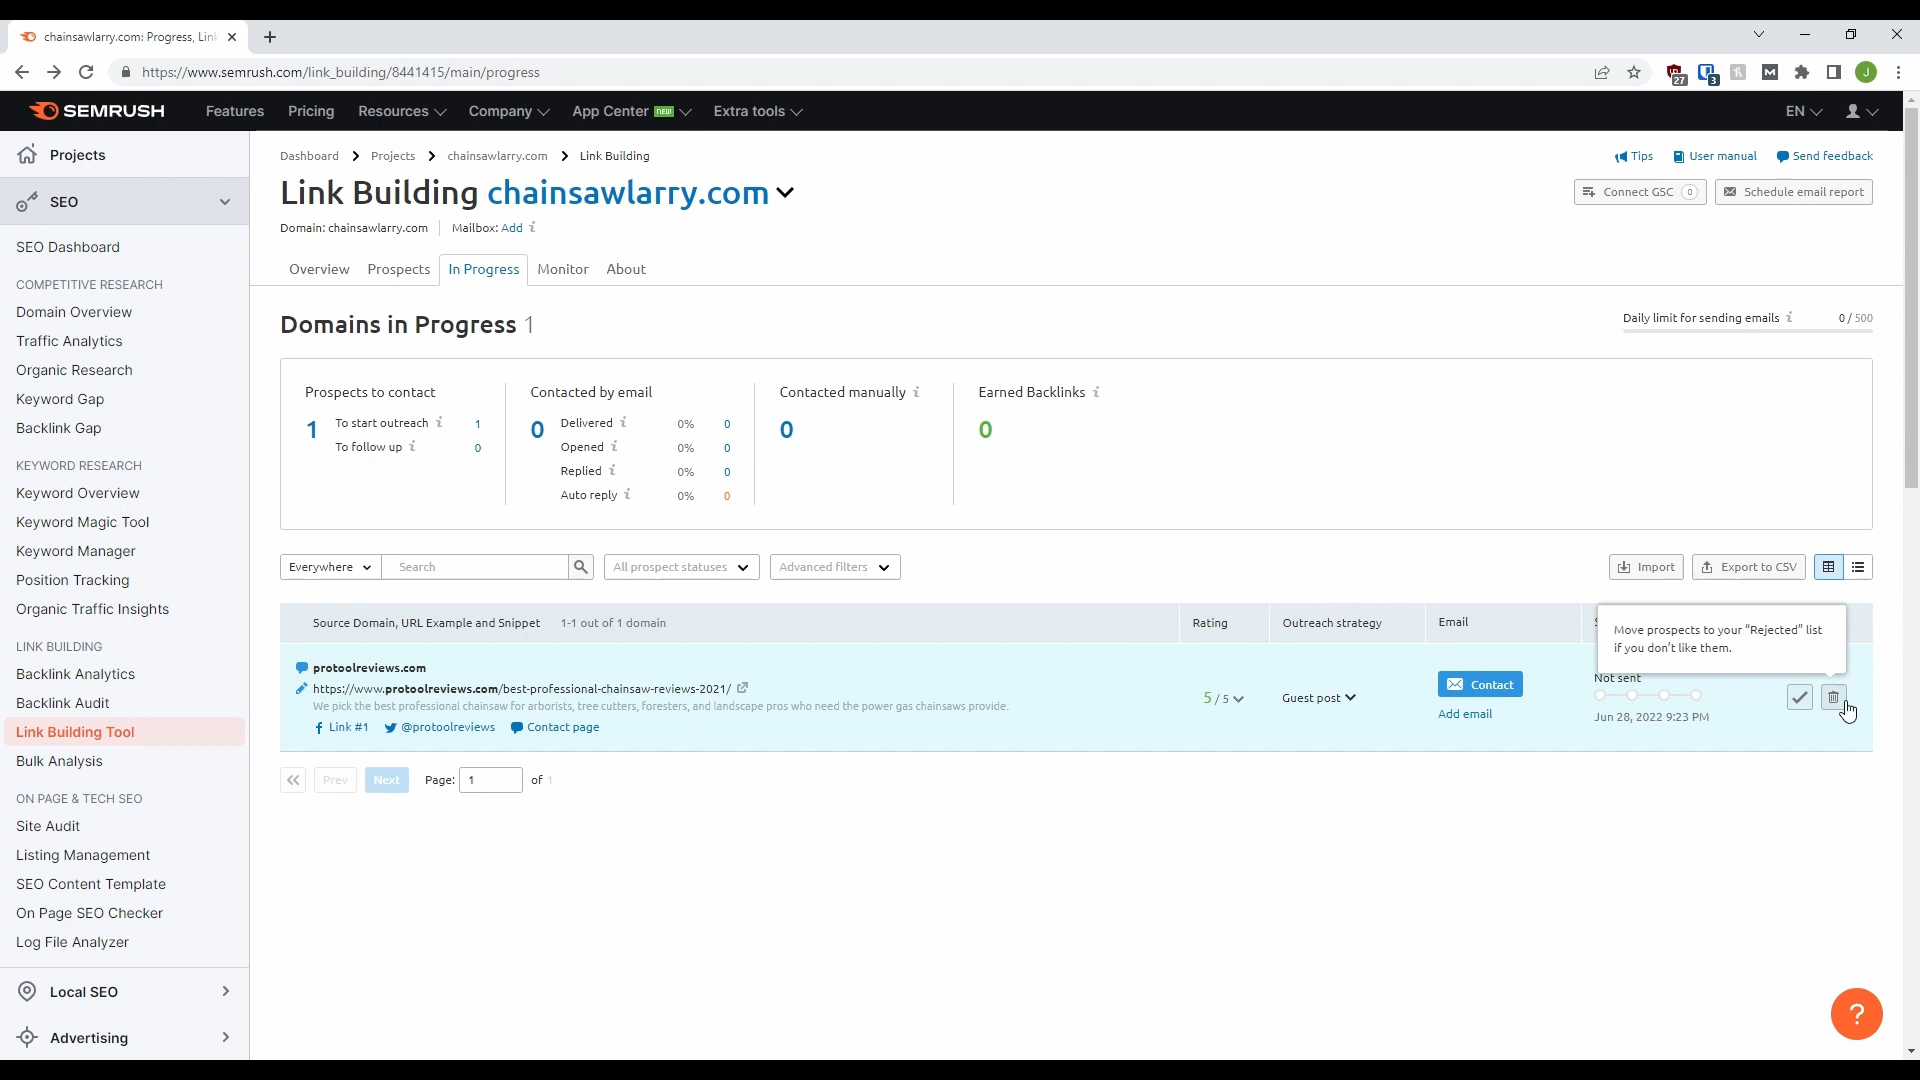 chainsawlarry.com: Progress, Lin
https://www.semrush.com/link_building/8441415/main/progress
27
3
J
SEMRUSH
Features
Pricing
Resources
Company
App Center new
Extra tools
EN
Projects
SEO
SEO Dashboard
COMPETITIVE RESEARCH
Domain Overview
Traffic Analytics
Organic Research
Keyword Gap
Backlink Gap
KEYWORD RESEARCH
Keyword Overview
Keyword Magic Tool
Keyword Manager
Position Tracking
Organic Traffic Insights
LINK BUILDING
Backlink Analytics
Backlink Audit
Link Building Tool
Bulk Analysis
ON PAGE & TECH SEO
Site Audit
Listing Management
SEO Content Template
On Page SEO Checker
Log File Analyzer
Local SEO
Advertising
Dashboard > Projects > chainsawlarry.com > Link Building
Tips
User manual
Send feedback
Link Building chainsawlarry.com
Connect GSC 0
Schedule email report
Domain: chainsawlarry.com
Mailbox: Add i
Overview
Prospects
In Progress
Monitor
About
Domains in Progress 1
Daily limit for sending emails i 0 / 500
Prospects to contact
1
To start outreach i 1
To follow up i 0
Contacted by email
0
Delivered i 0% 0
Opened i 0% 0
Replied i 0% 0
Auto reply i 0% 0
Contacted manually i
0
Earned Backlinks i
0
Everywhere
Search
All prospect statuses
Advanced filters
Import
Export to CSV
Source Domain, URL Example and Snippet 1-1 out of 1 domain
Rating
Outreach strategy
Email
S
Move prospects to your "Rejected" list
if you don't like them.
protoolreviews.com
https://www.protoolreviews.com/best-professional-chainsaw-reviews-2021/
We pick the best professional chainsaw for arborists, tree cutters, foresters, and landscape pros who need the power gas chainsaws provide.
Link #1
@protoolreviews
Contact page
5 / 5
Guest post
Contact
Add email
Not sent
Jun 28, 2022 9:23 PM
Prev
Next
Page: 1 of 1
?